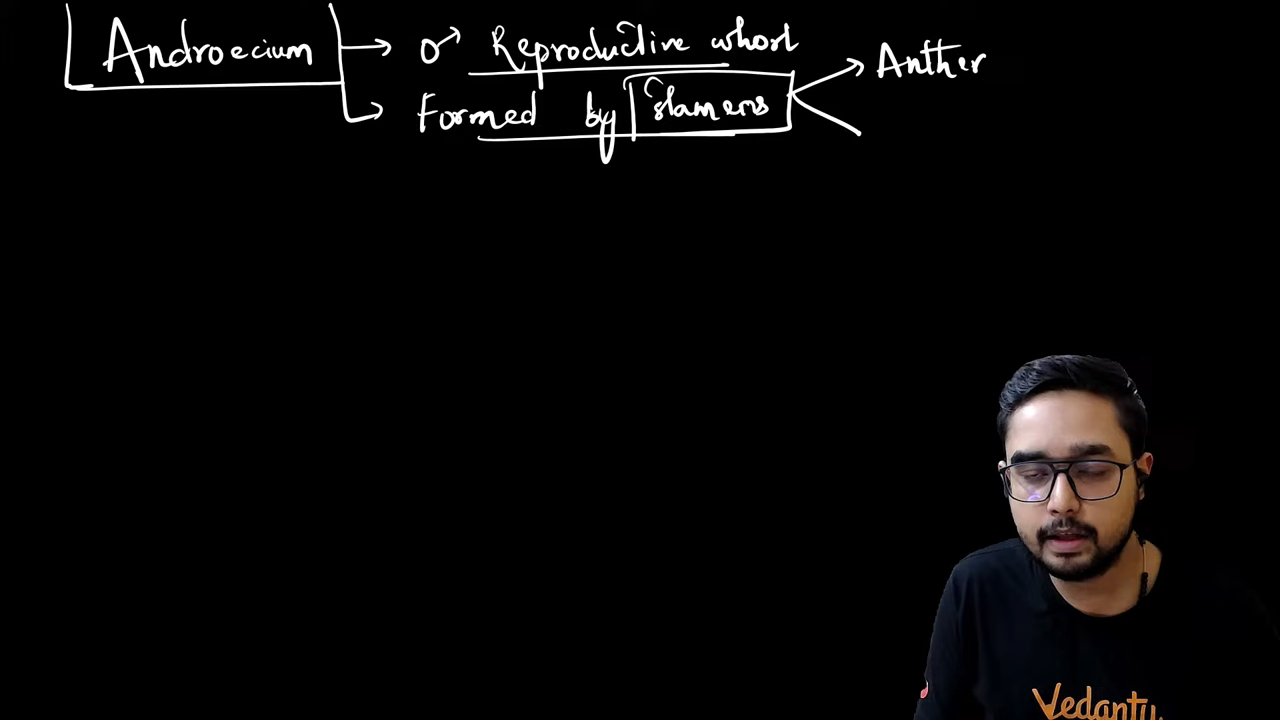 Androecium → ♂ Reproductive whorl
→ Formed by stamens → Anther
Vedantu